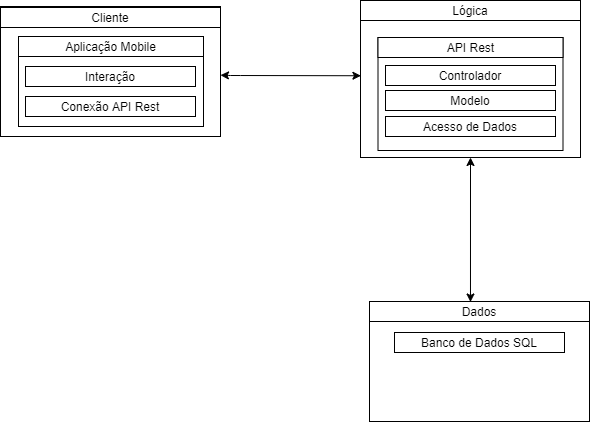 Cliente
Aplicação Mobile
Interação
Conexão API Rest
Lógica
API Rest
Controlador
Modelo
Acesso de Dados
Dados
Banco de Dados SQL